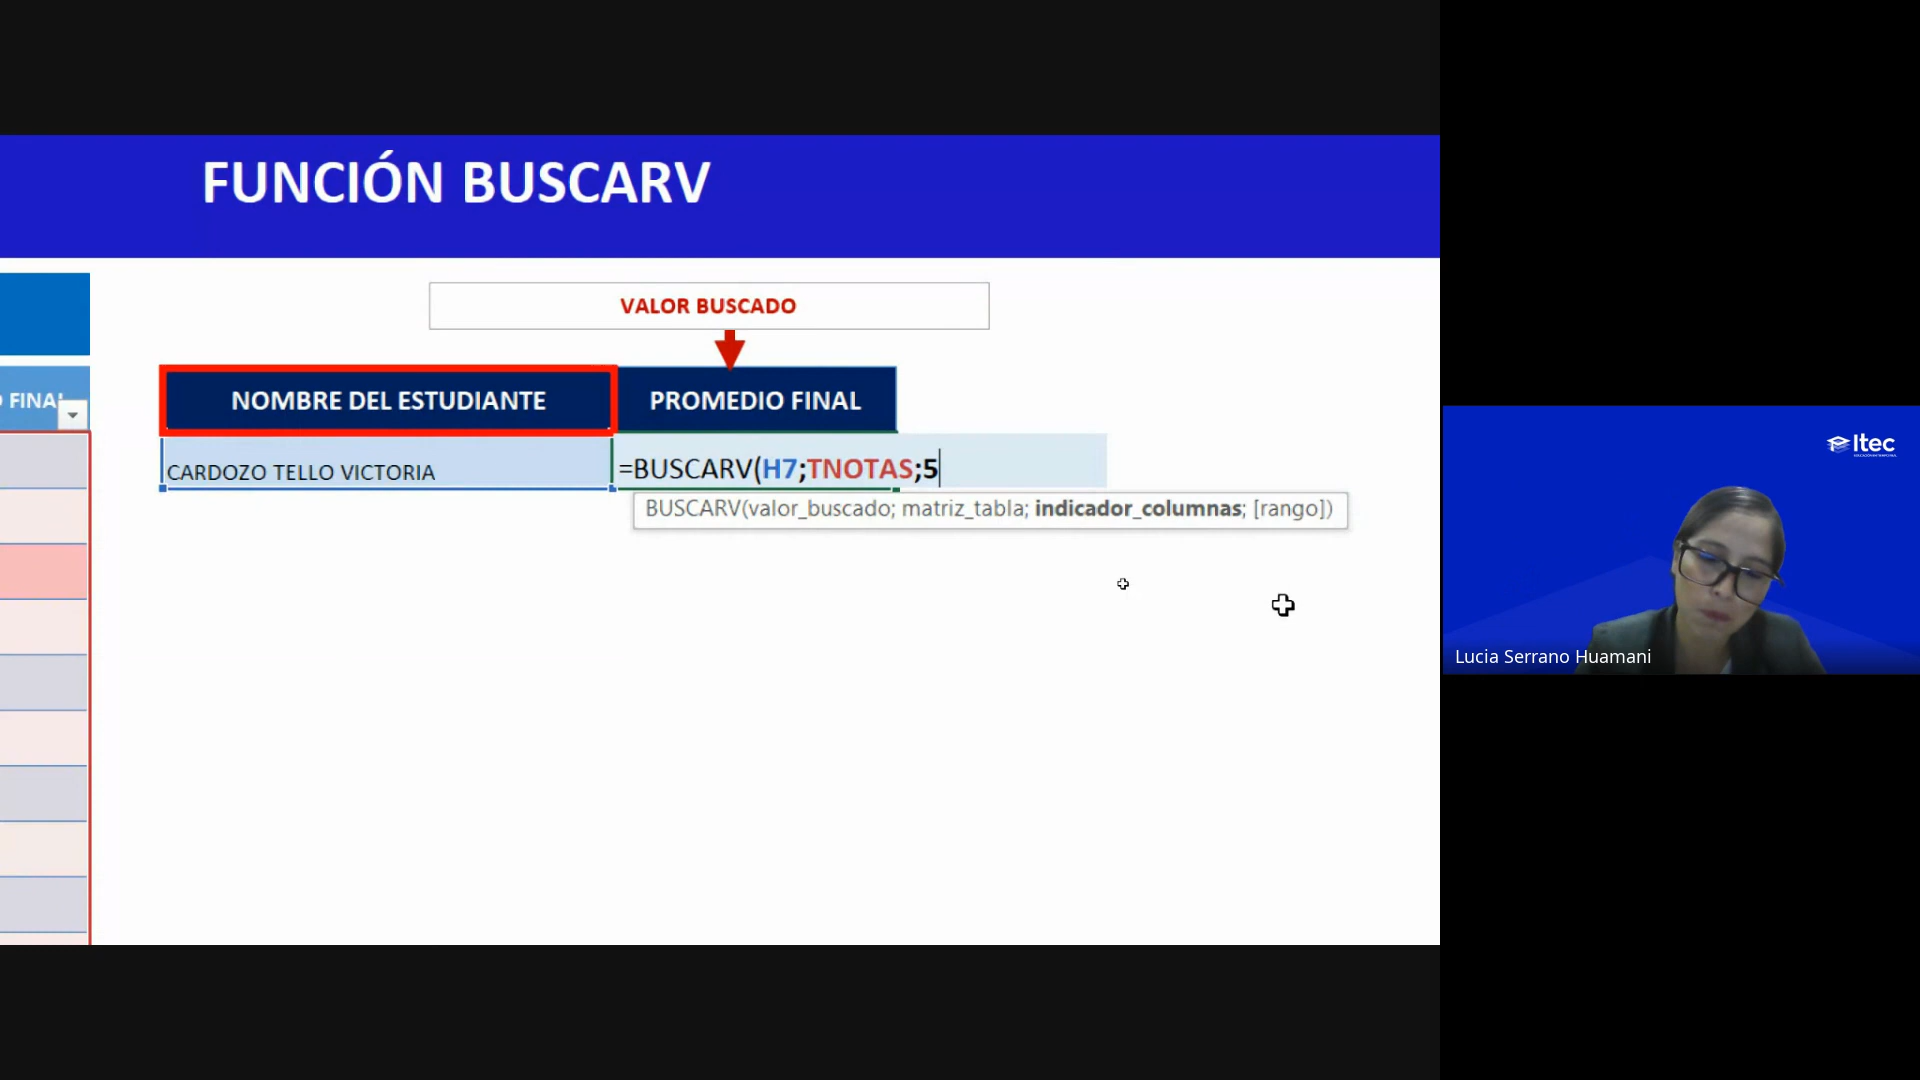 FUNCIÓN BUSCARV
VALOR BUSCADO
FINAL
NOMBRE DEL ESTUDIANTE
PROMEDIO FINAL
CARDOZO TELLO VICTORIA
=BUSCARV(H7;TNOTAS;5
BUSCARV(valor_buscado; matriz_tabla; indicador_columnas; [rango])
Itec
Lucia Serrano Huamani